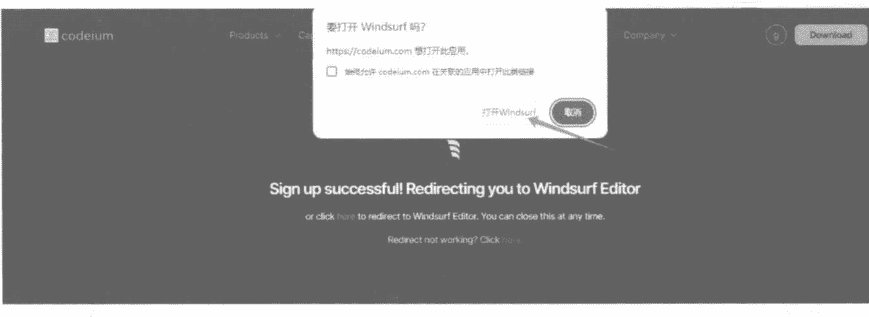 要打开 Windsurf 吗?
https://codeium.com 想打开此应用。
始终允许 codeium.com 在关联的应用中打开此类链接
打开Windsurf 取消
codeium Products Company g Download
Sign up successful! Redirecting you to Windsurf Editor
or click here to redirect to Windsurf Editor. You can close this at any time.
Redirect not working? Click here